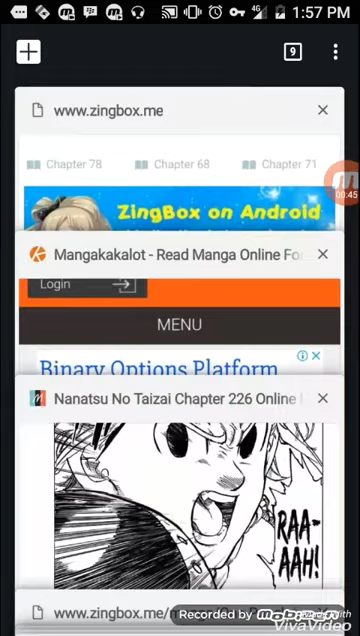 4G
1:57 PM
9
www.zingbox.me
Chapter 78
Chapter 68
Chapter 71
ZingBox on Android
00:45
Mangakakalot - Read Manga Online Fo
Login
MENU
Binary Options Platform
Nanatsu No Taizai Chapter 226 Online
RAA-
AAH!
www.zingbox.me/m
Recorded by
VivaVideo